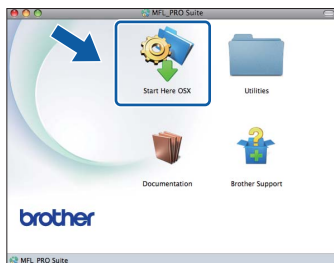 MFL_PRO Suite
Start Here OSX
Utilities
Documentation
Brother Support
brother
MFL_PRO Suite